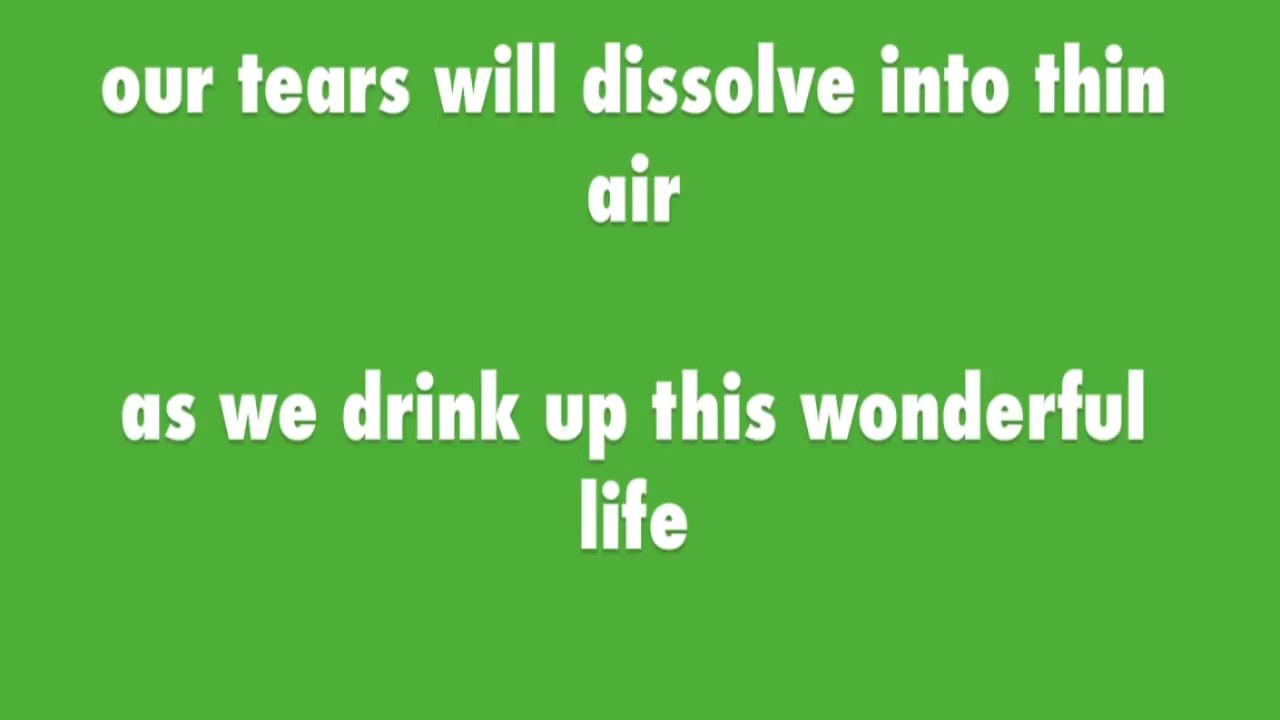 our tears will dissolve into thin
air
as we drink up this wonderful
life